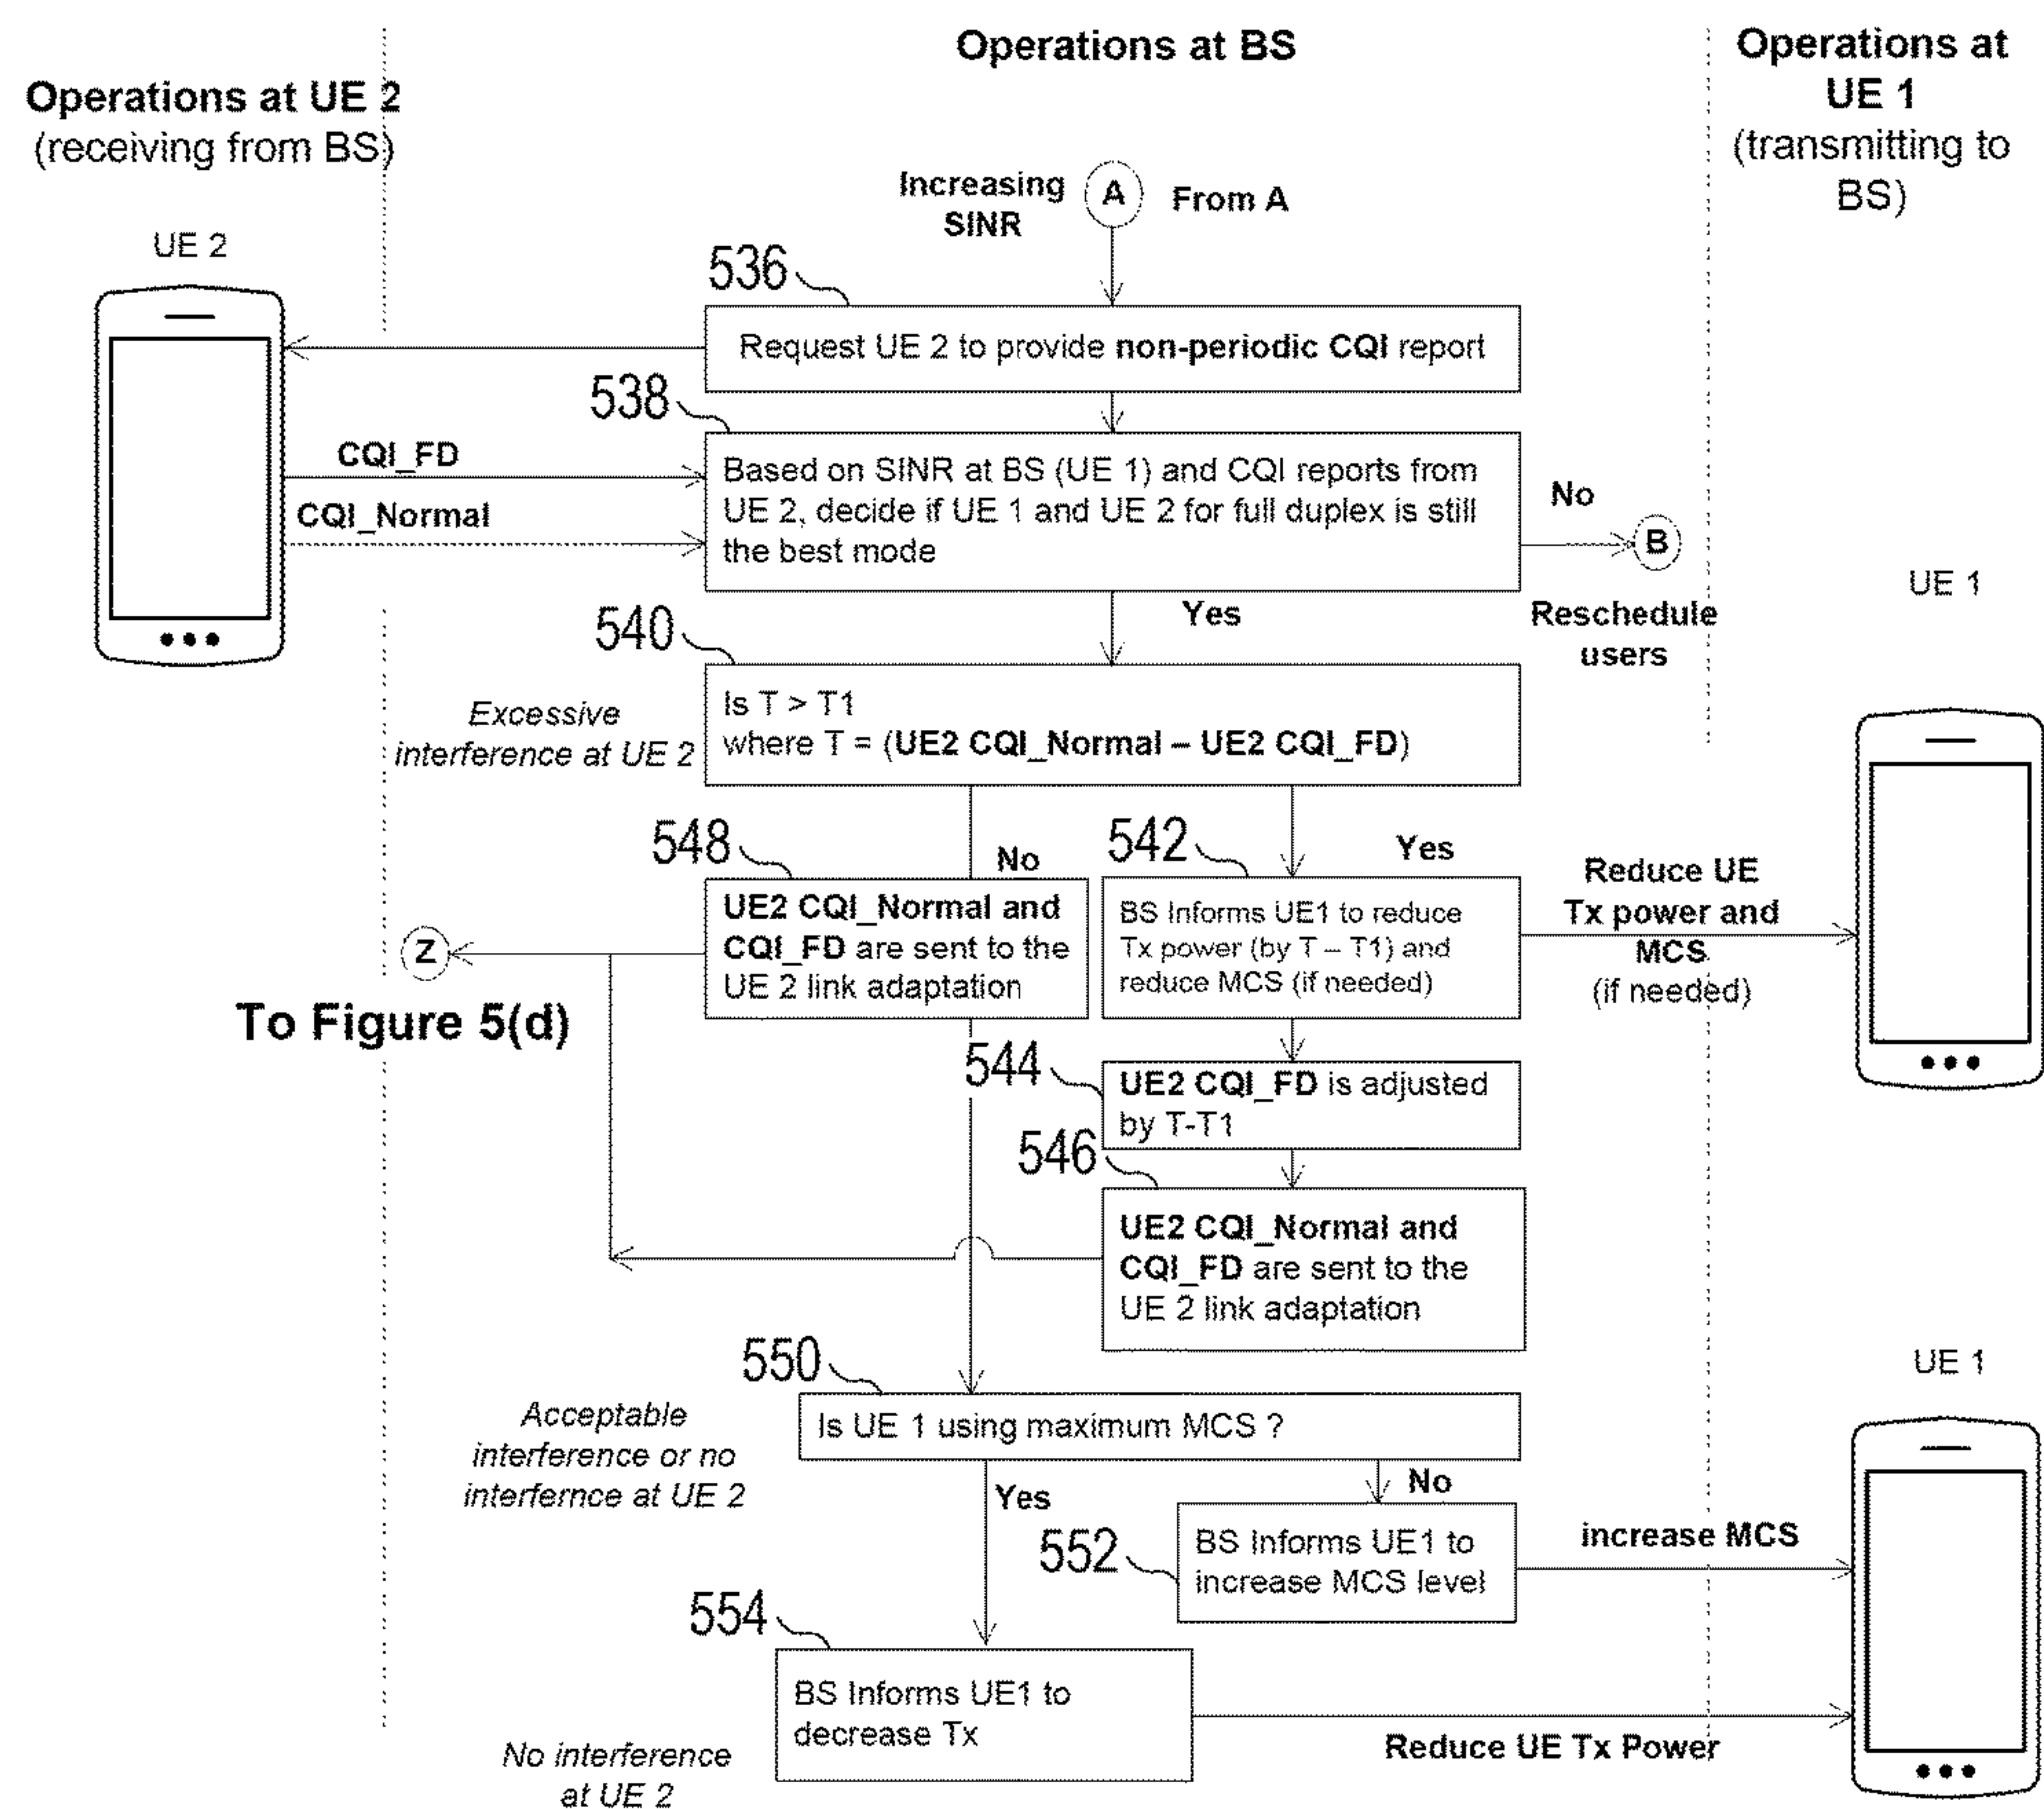 Operations at BS
Operations at
UE 1
(transmitting to
BS)
Operations at UE 2
(receiving from BS)
Increasing
SINR
A
From A
UE 2
536
Request UE 2 to provide non-periodic CQI report
538
CQI_FD
CQI_Normal
Based on SINR at BS (UE 1) and CQI reports from
UE 2, decide if UE 1 and UE 2 for full duplex is still
the best mode
No
B
Reschedule
users
Yes
UE 1
540
Excessive
interference at UE 2
Is T > T1
where T = (UE2 CQI_Normal – UE2 CQI_FD)
548
No
542
Yes
UE2 CQI_Normal and
CQI_FD are sent to the
UE 2 link adaptation
BS Informs UE1 to reduce
Tx power (by T – T1) and
reduce MCS (if needed)
Reduce UE
Tx power and
MCS
(if needed)
Z
To Figure 5(d)
544
UE2 CQI_FD is adjusted
by T-T1
546
UE2 CQI_Normal and
CQI_FD are sent to the
UE 2 link adaptation
550
UE 1
Acceptable
interference or no
interfernce at UE 2
Is UE 1 using maximum MCS ?
Yes
No
552
BS Informs UE1 to
increase MCS level
increase MCS
554
BS Informs UE1 to
decrease Tx
Reduce UE Tx Power
No interference
at UE 2